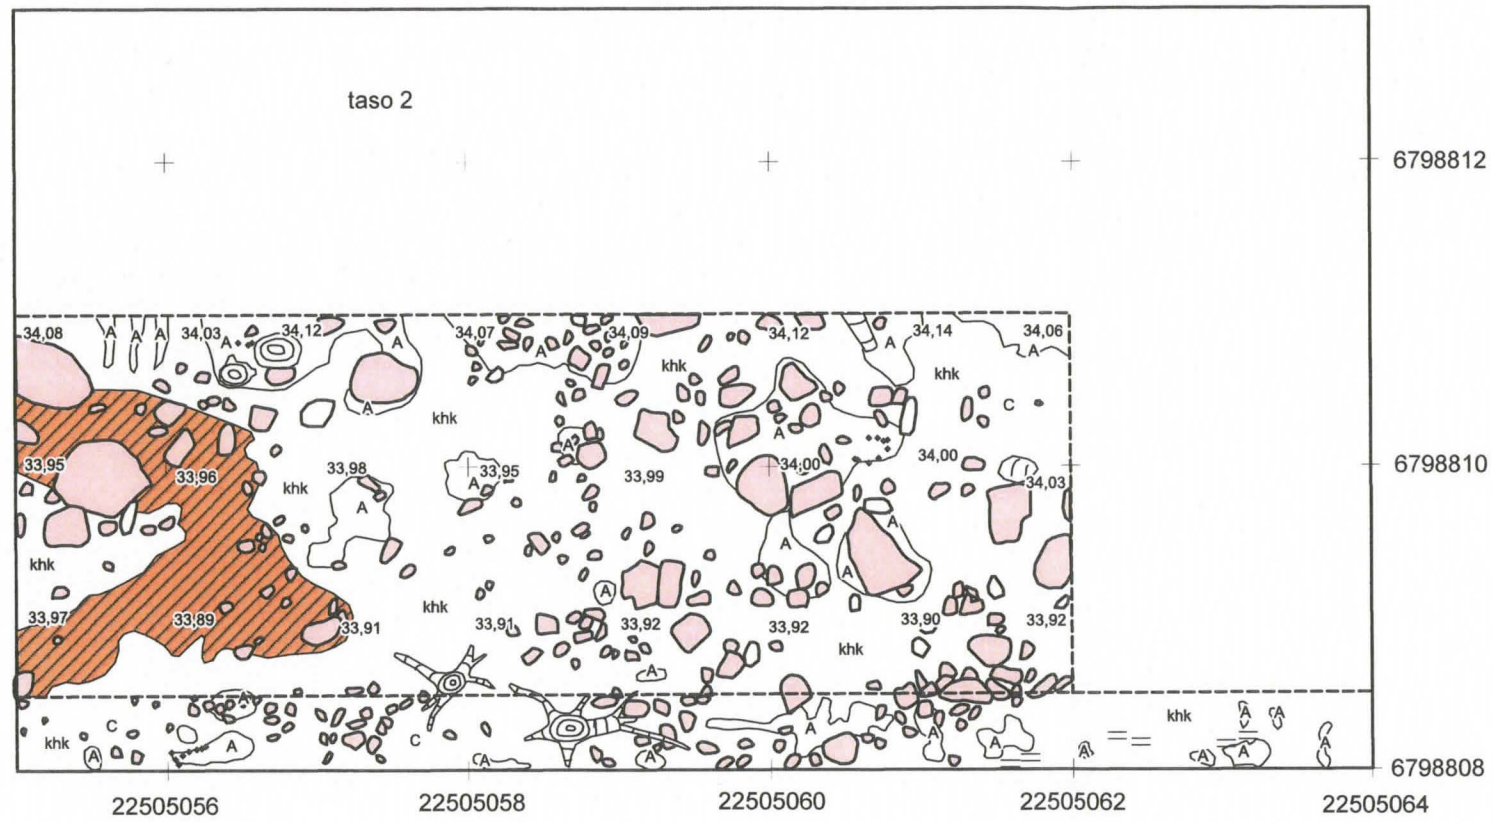 taso 2
6798812
34,08 A A A 34,03 34,12 A 34,07 34,09 34,12 A 34,14 34,06
A A A
khk khk
A khk C
A A
33,95 33,96 33,98 33,95 33,99 34,00 34,00 6798810
khk A A 34,03
A
khk A A
khk A
33,97 33,89 33,91 33,91 33,92 33,92 33,90 33,92
khk
A
C A khk A A
khk A A C A A A A A A A A A
6798808
22505056 22505058 22505060 22505062 22505064